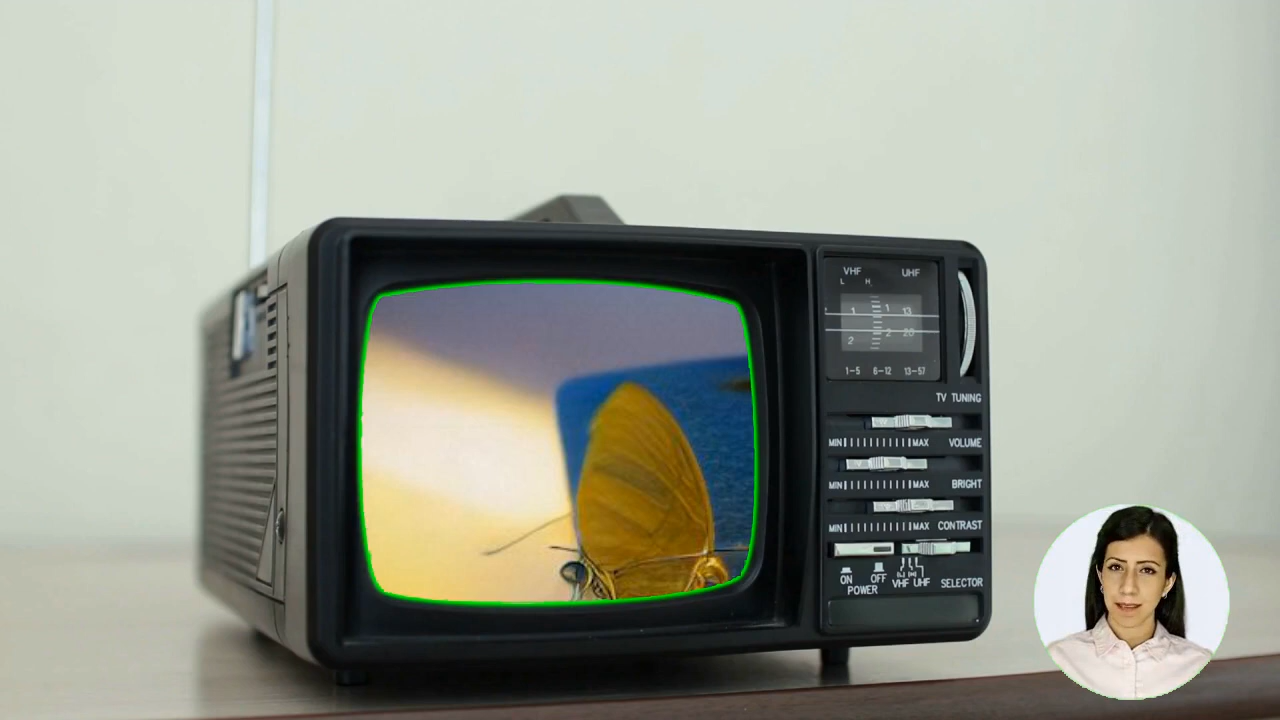 VHF UHF
L H
1 1 13
2 2 20
1-5 6-12 13-57
TV TUNING
MIN MAX VOLUME
MIN MAX BRIGHT
MIN MAX CONTRAST
ON OFF VHF UHF SELECTOR
POWER